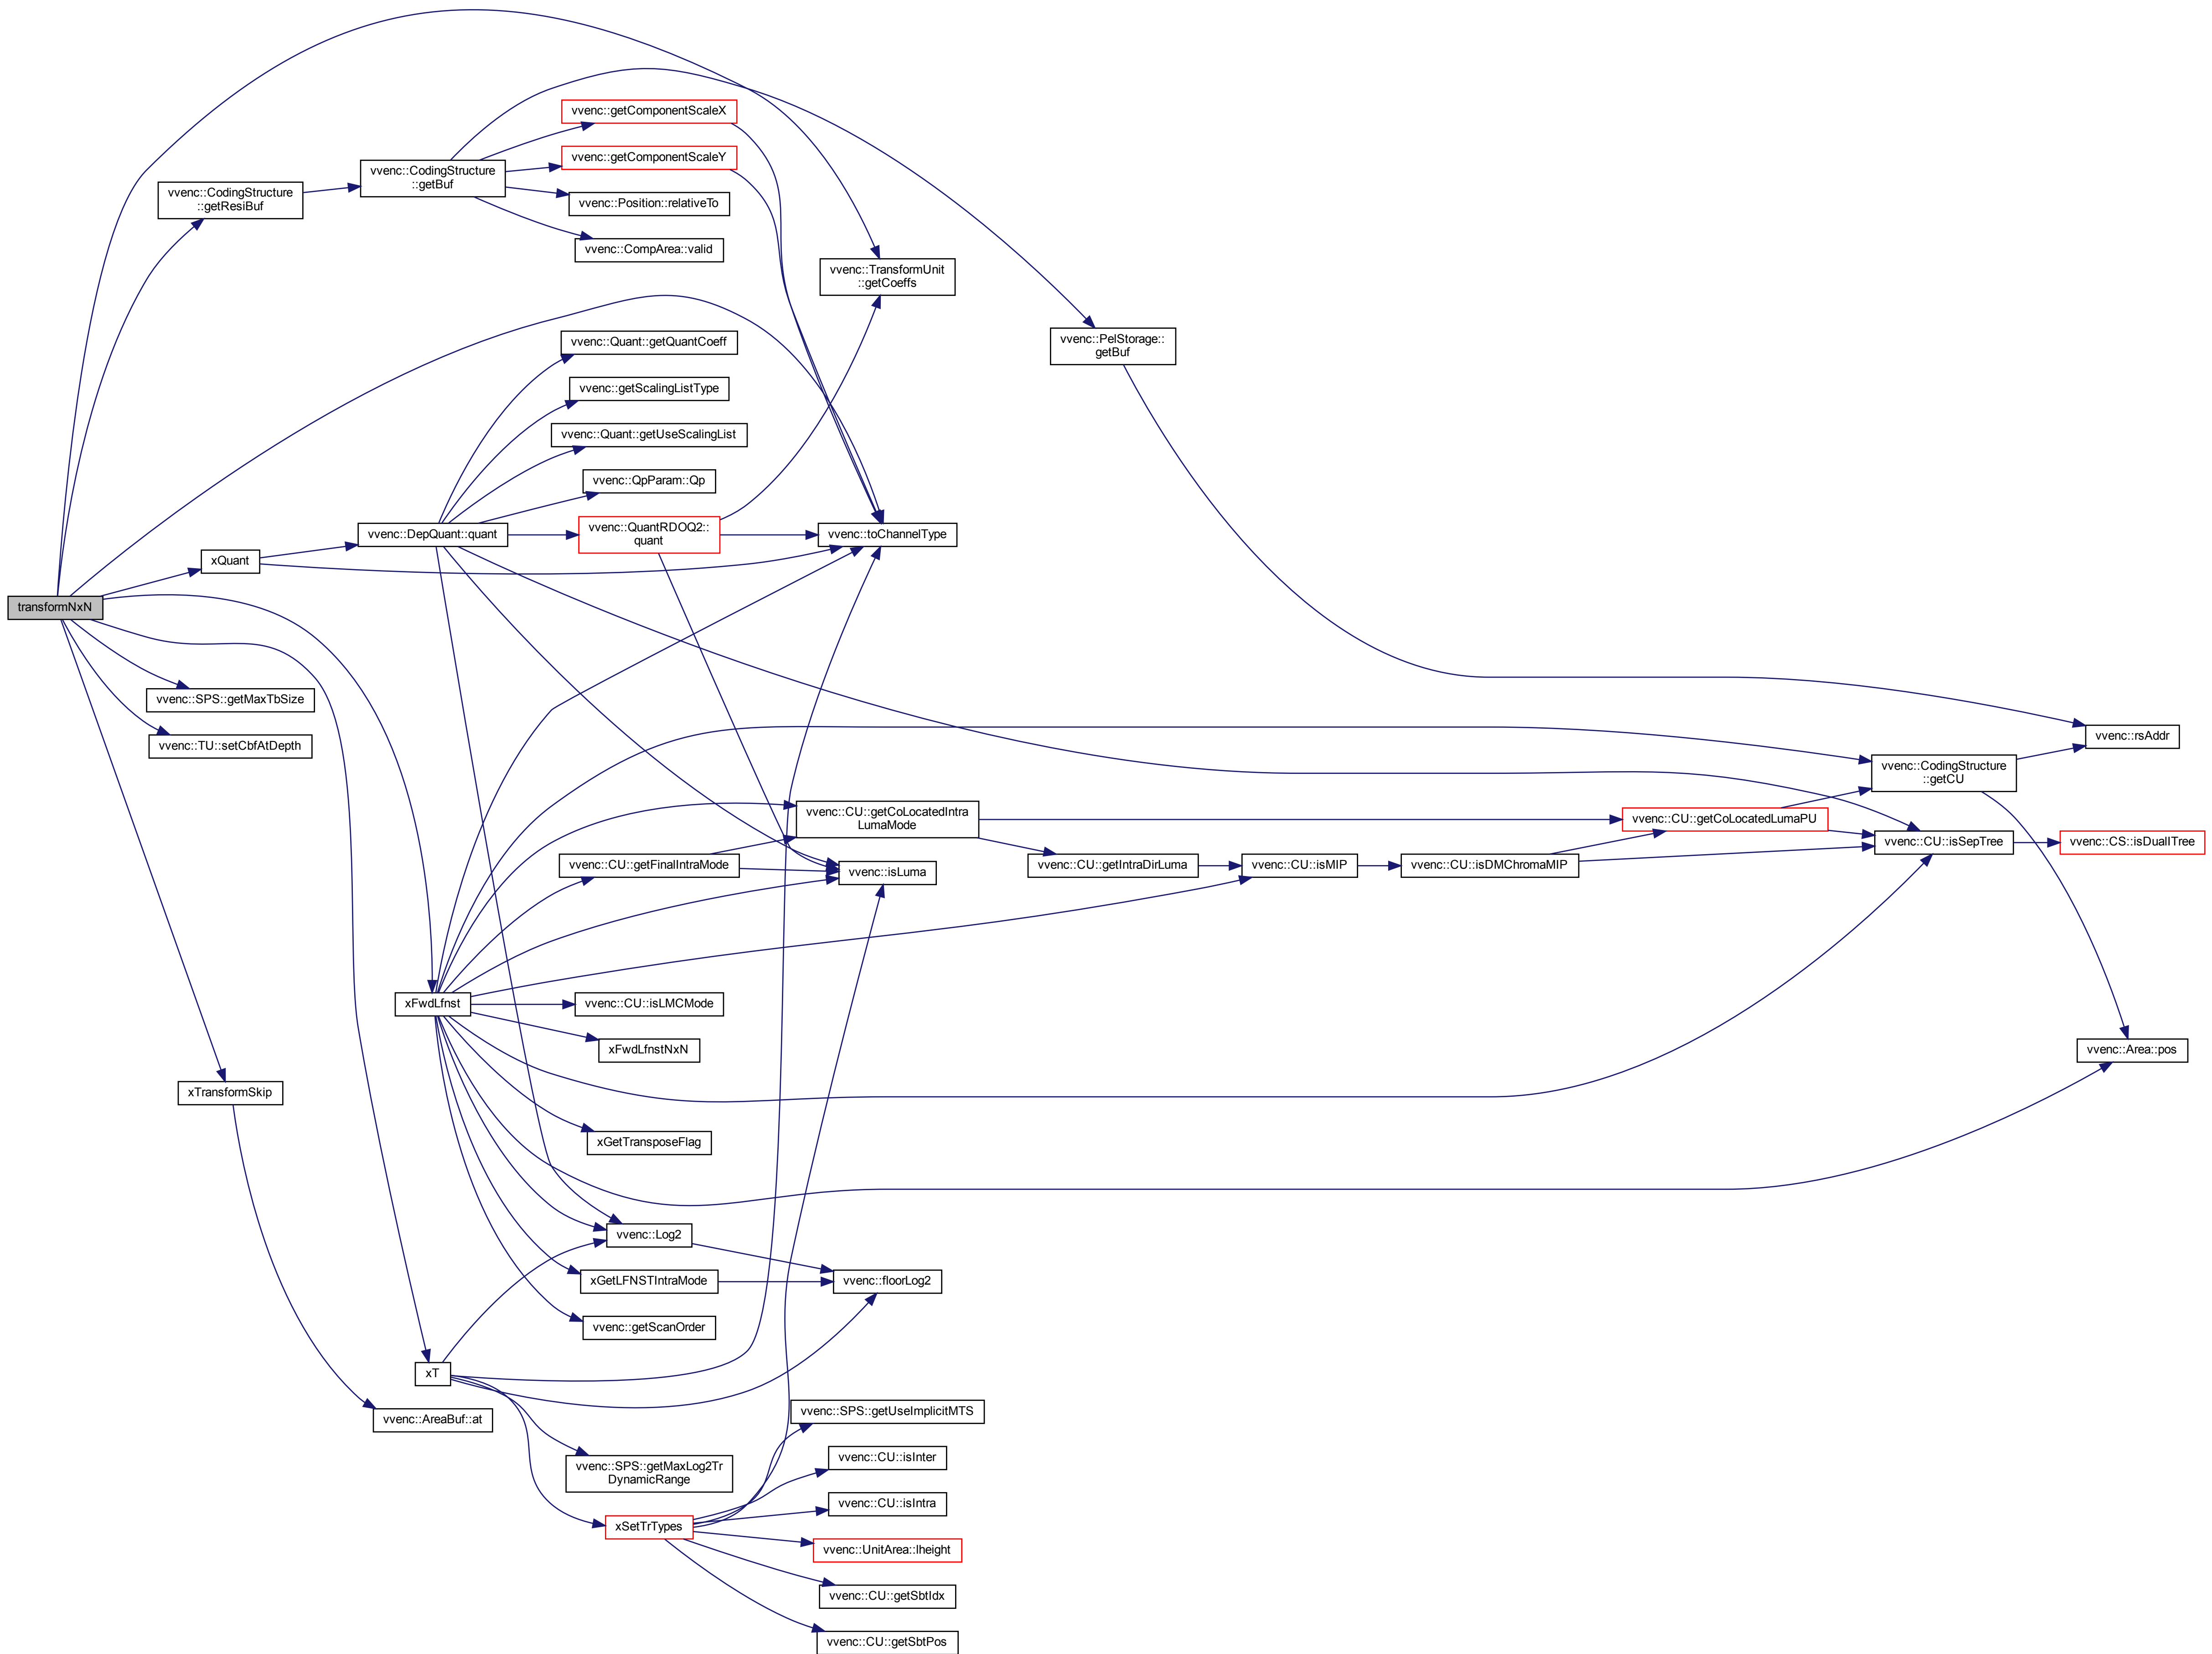 transformNxN
vvenc::CodingStructure
::getResiBuf
vvenc::CodingStructure
::getBuf
vvenc::getComponentScaleX
vvenc::getComponentScaleY
vvenc::Position::relativeTo
vvenc::CompArea::valid
vvenc::TransformUnit
::getCoeffs
vvenc::PelStorage::
getBuf
vvenc::Quant::getQuantCoeff
vvenc::getScalingListType
vvenc::Quant::getUseScalingList
vvenc::QpParam::Qp
vvenc::DepQuant::quant
vvenc::QuantRDOQ2::
quant
vvenc::toChannelType
xQuant
vvenc::SPS::getMaxTbSize
vvenc::TU::setCbfAtDepth
vvenc::rsAddr
vvenc::CodingStructure
::getCU
vvenc::CU::getCoLocatedIntra
LumaMode
vvenc::CU::getCoLocatedLumaPU
vvenc::CU::isSepTree
vvenc::CS::isDualITree
vvenc::CU::getFinalIntraMode
vvenc::isLuma
vvenc::CU::getIntraDirLuma
vvenc::CU::isMIP
vvenc::CU::isDMChromaMIP
xFwdLfnst
vvenc::CU::isLMCMode
xFwdLfnstNxN
vvenc::Area::pos
xTransformSkip
xGetTransposeFlag
vvenc::Log2
xGetLFNSTIntraMode
vvenc::floorLog2
vvenc::getScanOrder
xT
vvenc::AreaBuf::at
vvenc::SPS::getUseImplicitMTS
vvenc::SPS::getMaxLog2Tr
DynamicRange
vvenc::CU::isInter
vvenc::CU::isIntra
xSetTrTypes
vvenc::UnitArea::lheight
vvenc::CU::getSbtIdx
vvenc::CU::getSbtPos